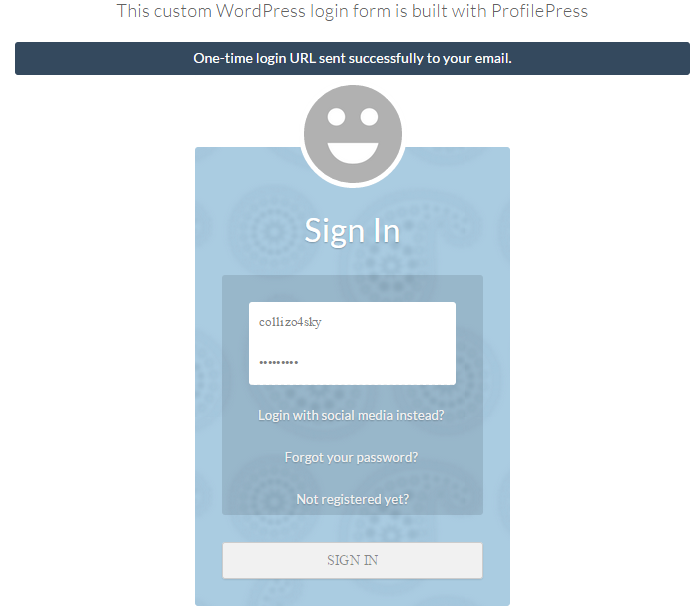 This custom WordPress login form is built with ProfilePress
One-time login URL sent successfully to your email.
Sign In
collizo4sky
•••••••••
Login with social media instead?
Forgot your password?
Not registered yet?
SIGN IN